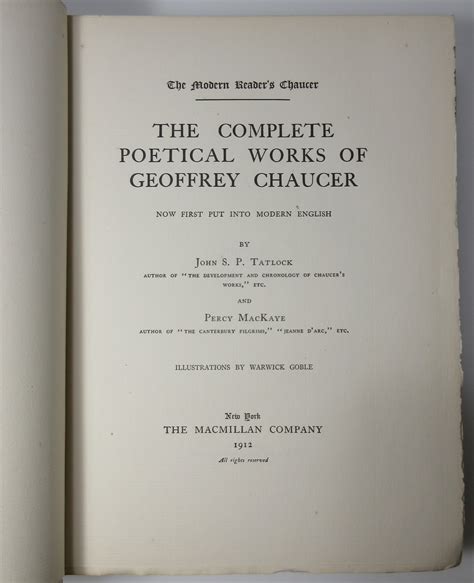 The Modern Reader's Chaucer
THE COMPLETE
POETICAL WORKS OF
GEOFFREY CHAUCER
NOW FIRST PUT INTO MODERN ENGLISH
BY
JOHN S. P. TATLOCK
AUTHOR OF "THE DEVELOPMENT AND CHRONOLOGY OF CHAUCER'S
WORKS," ETC.
AND
PERCY MACKAYE
AUTHOR OF "THE CANTERBURY PILGRIMS," "JEANNE D'ARC," ETC.
ILLUSTRATIONS BY WARWICK GOBLE
New York
THE MACMILLAN COMPANY
1912
All rights reserved